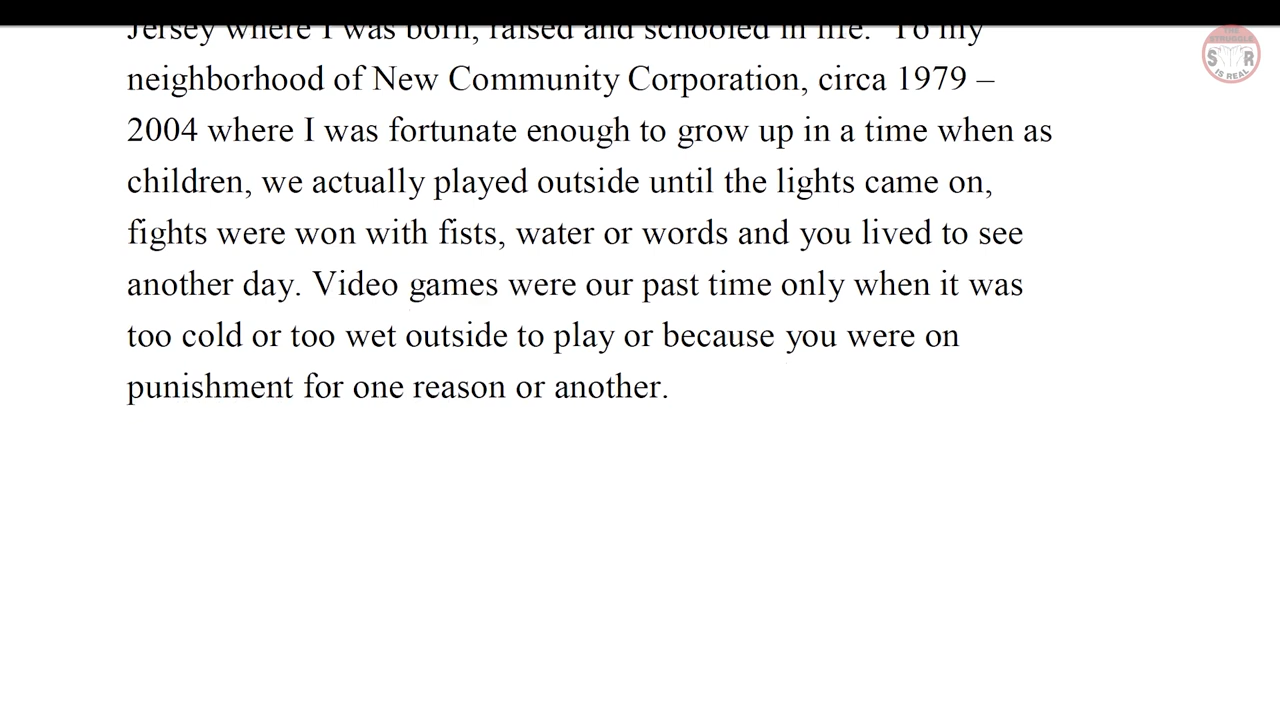 Jersey where I was born, raised and schooled in life. To my
neighborhood of New Community Corporation, circa 1979 –
2004 where I was fortunate enough to grow up in a time when as
children, we actually played outside until the lights came on,
fights were won with fists, water or words and you lived to see
another day. Video games were our past time only when it was
too cold or too wet outside to play or because you were on
punishment for one reason or another.
THE
STRUGGLE
S R
IS REAL